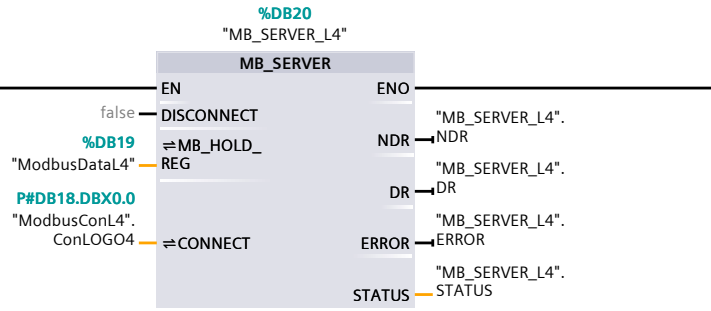 %DB20
"MB_SERVER_L4"
MB_SERVER
EN
ENO
false
DISCONNECT
%DB19
"ModbusDataL4"
⇌MB_HOLD_
REG
P#DB18.DBX0.0
"ModbusConL4".
ConLOGO4
⇌CONNECT
NDR
"MB_SERVER_L4".
NDR
DR
"MB_SERVER_L4".
DR
ERROR
"MB_SERVER_L4".
ERROR
STATUS
"MB_SERVER_L4".
STATUS